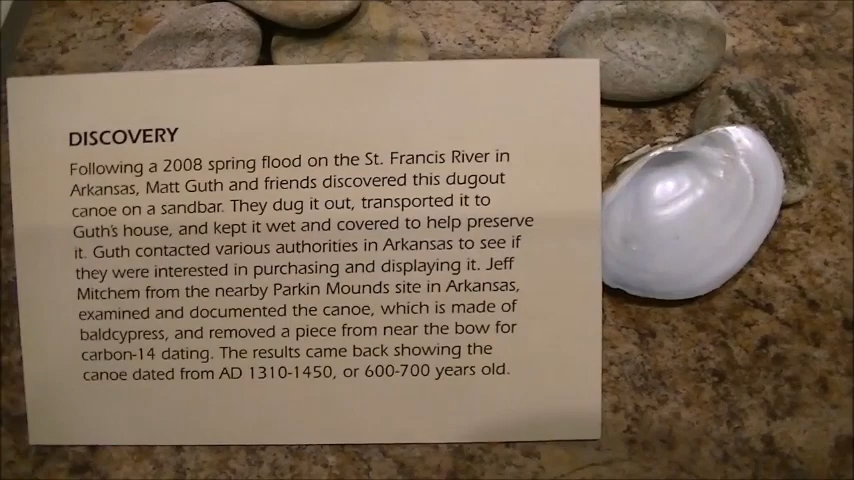 DISCOVERY
Following a 2008 spring flood on the St. Francis River in
Arkansas, Matt Guth and friends discovered this dugout
canoe on a sandbar. They dug it out, transported it to
Guth's house, and kept it wet and covered to help preserve
it. Guth contacted various authorities in Arkansas to see if
they were interested in purchasing and displaying it. Jeff
Mitchem from the nearby Parkin Mounds site in Arkansas,
examined and documented the canoe, which is made of
baldcypress, and removed a piece from near the bow for
carbon-14 dating. The results came back showing the
canoe dated from AD 1310-1450, or 600-700 years old.